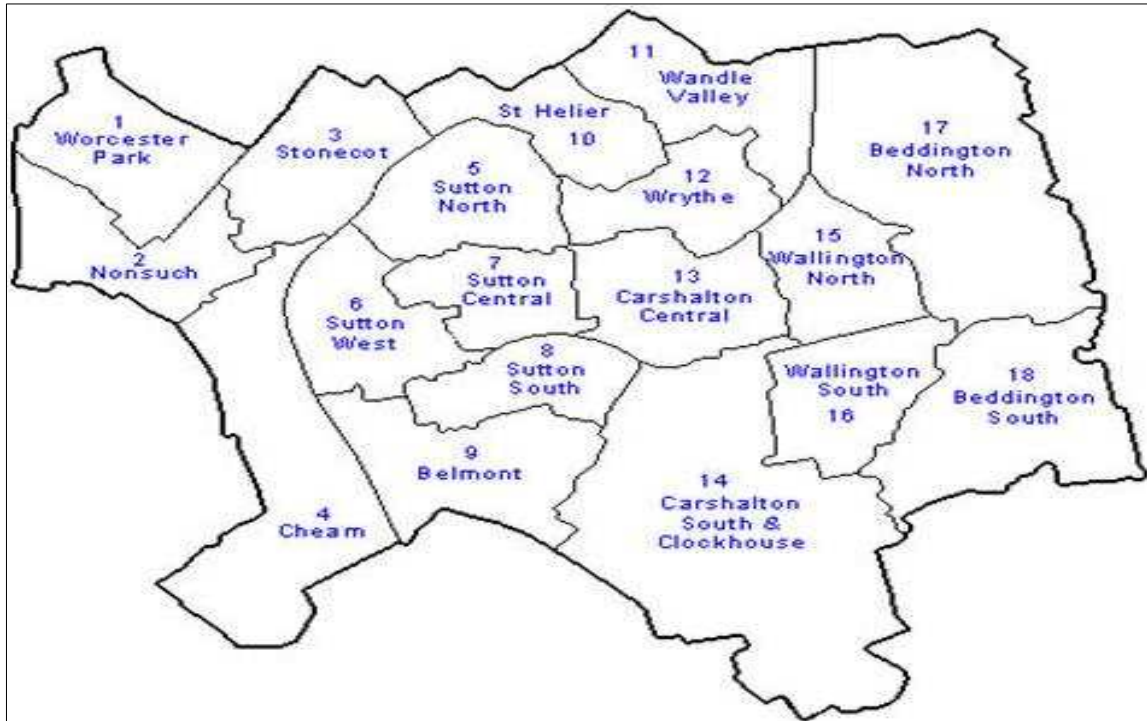 1
Worcester
Park
2
Nonsuch
3
Stonecot
4
Cheam
5
Sutton
North
6
Sutton
West
7
Sutton
Central
8
Sutton
South
9
Belmont
St Helier
10
11
Wandle
Valley
12
Wrythe
13
Carshalton
Central
14
Carshalton
South &
Clockhouse
15
Wallington
North
Wallington
South
16
17
Beddington
North
18
Beddington
South